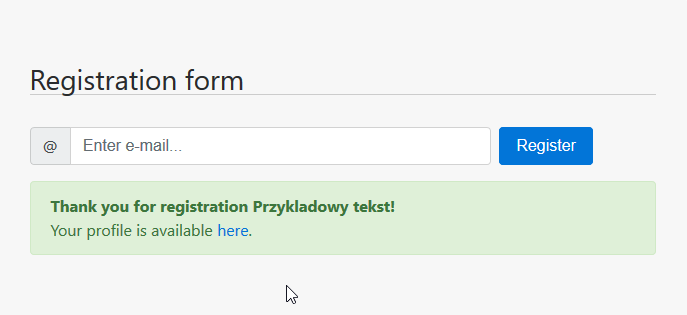 Registration form
@ Enter e-mail... Register
Thank you for registration Przykladowy tekst!
Your profile is available here.